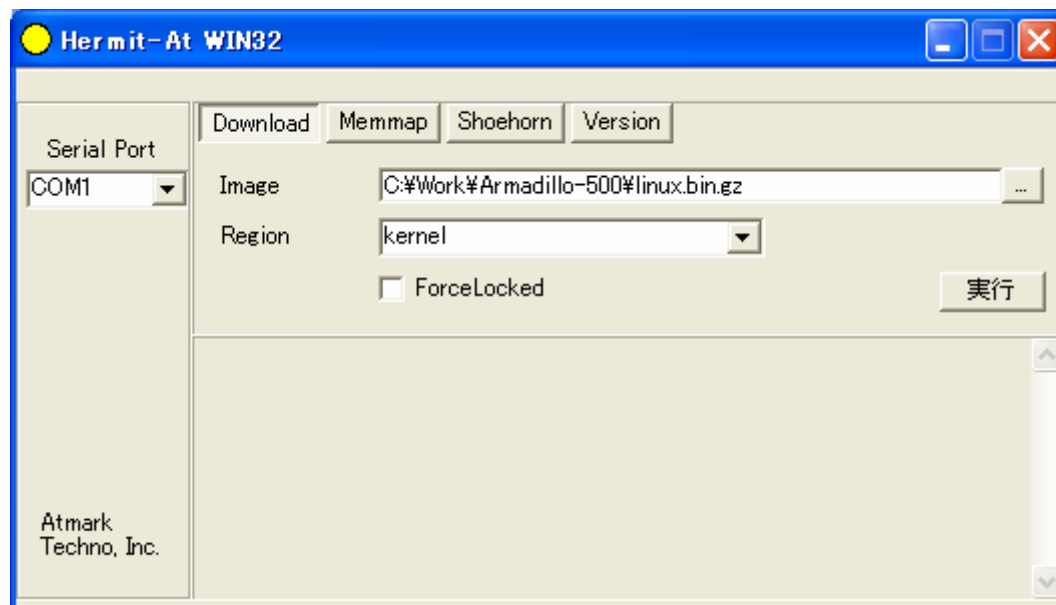 Hermit-At WIN32
Serial Port
COM1
Download Memmap Shoehorn Version
Image C:¥Work¥Armadillo-500¥linux.bin.gz ...
Region kernel
ForceLocked
実行
Atmark
Techno, Inc.